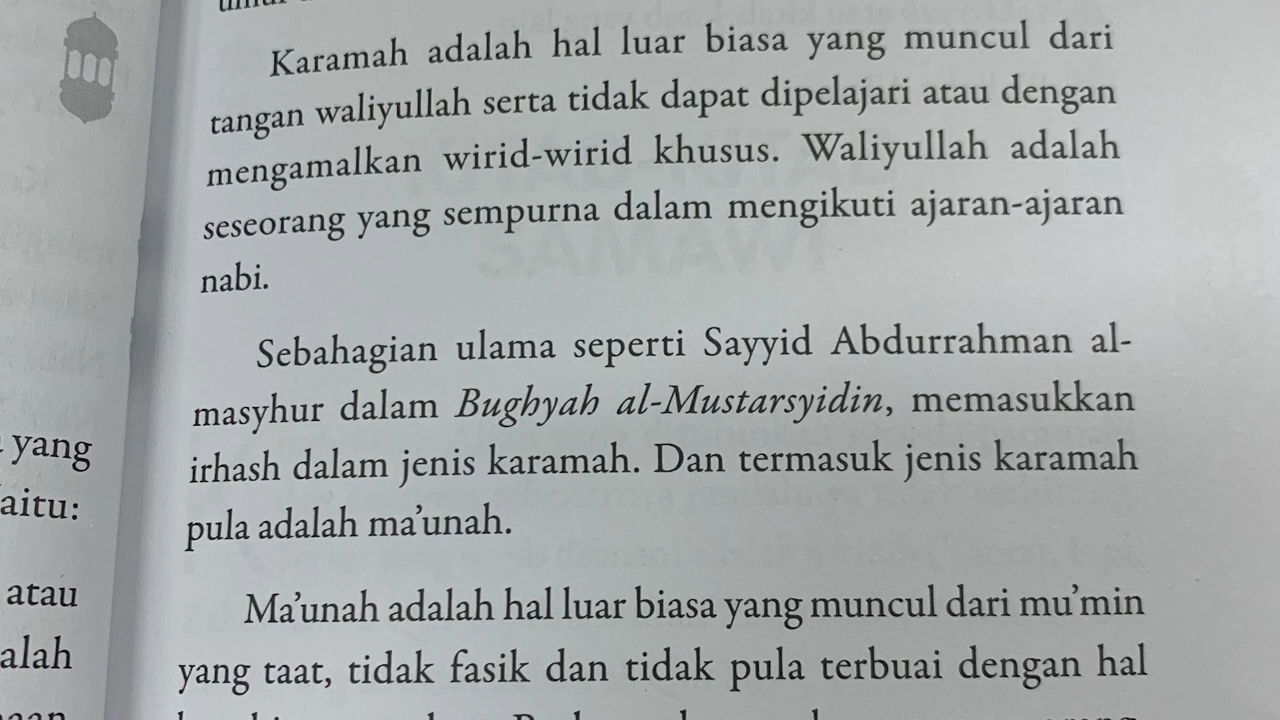 yang
aitu:
atau
alah
Karamah adalah hal luar biasa yang muncul dari
tangan waliyullah serta tidak dapat dipelajari atau dengan
mengamalkan wirid-wirid khusus. Waliyullah adalah
seseorang yang sempurna dalam mengikuti ajaran-ajaran
nabi.
Sebahagian ulama seperti Sayyid Abdurrahman al-
masyhur dalam Bughyah al-Mustarsyidin, memasukkan
irhash dalam jenis karamah. Dan termasuk jenis karamah
pula adalah ma’unah.
Ma’unah adalah hal luar biasa yang muncul dari mu’min
yang taat, tidak fasik dan tidak pula terbuai dengan hal